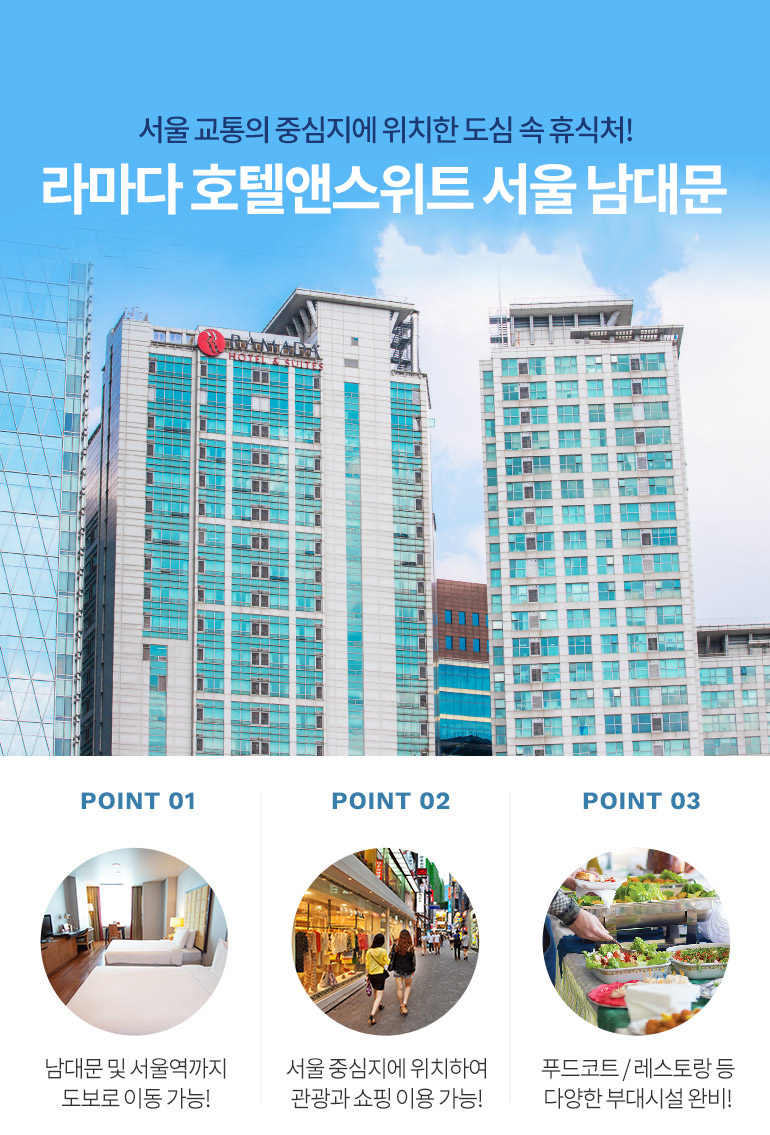 서울 교통의 중심지에 위치한 도심 속 휴식처!
라마다 호텔앤스위트 서울 남대문
RAMADA
HOTEL & SUITES
POINT 01
POINT 02
POINT 03
남대문 및 서울역까지
도보로 이동 가능!
서울 중심지에 위치하여
관광과 쇼핑 이용 가능!
푸드코트 / 레스토랑 등
다양한 부대시설 완비!